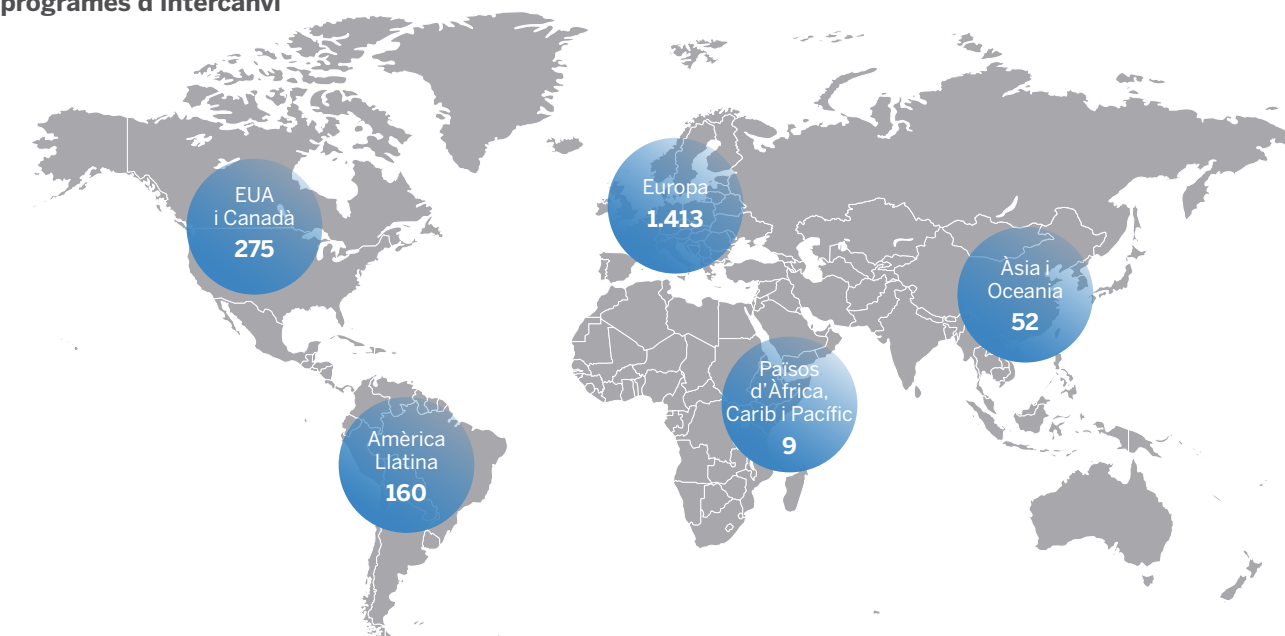 programes d'intercanvi
EUA
i Canadà
275
Europa
1.413
Àsia i
Oceania
52
Països
d'Àfrica,
Carib i Pacífic
9
Amèrica
Llatina
160